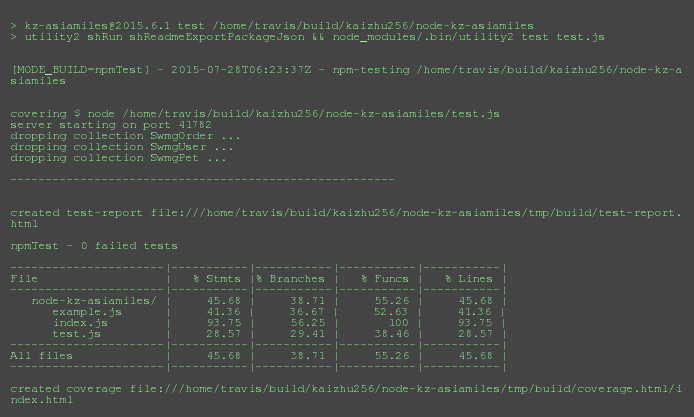 > kz-asiamiles@2015.6.1 test /home/travis/build/kaizhu256/node-kz-asiamiles
> utility2 shRun shReadmeExportPackageJson && node_modules/.bin/utility2 test test.js
[MODE_BUILD=npmTest] - 2015-07-28T06:23:37Z - npm-testing /home/travis/build/kaizhu256/node-kz-a
siamiles
covering $ node /home/travis/build/kaizhu256/node-kz-asiamiles/test.js
server starting on port 41782
dropping collection SwmgOrder ...
dropping collection SwmgUser ...
dropping collection SwmgPet ...
-------------------------------------------------------
created test-report file:///home/travis/build/kaizhu256/node-kz-asiamiles/tmp/build/test-report.
html
npmTest - 0 failed tests
----------------------|-----------|-----------|-----------|-----------|
File                  |   % Stmts |% Branches |   % Funcs |   % Lines |
----------------------|-----------|-----------|-----------|-----------|
   node-kz-asiamiles/ |     45.68 |     38.71 |     55.26 |     45.68 |
      example.js      |     41.36 |     36.67 |     52.63 |     41.36 |
      index.js        |     93.75 |     56.25 |       100 |     93.75 |
      test.js         |     28.57 |     29.41 |     38.46 |     28.57 |
----------------------|-----------|-----------|-----------|-----------|
All files             |     45.68 |     38.71 |     55.26 |     45.68 |
----------------------|-----------|-----------|-----------|-----------|
created coverage file:///home/travis/build/kaizhu256/node-kz-asiamiles/tmp/build/coverage.html/i
ndex.html